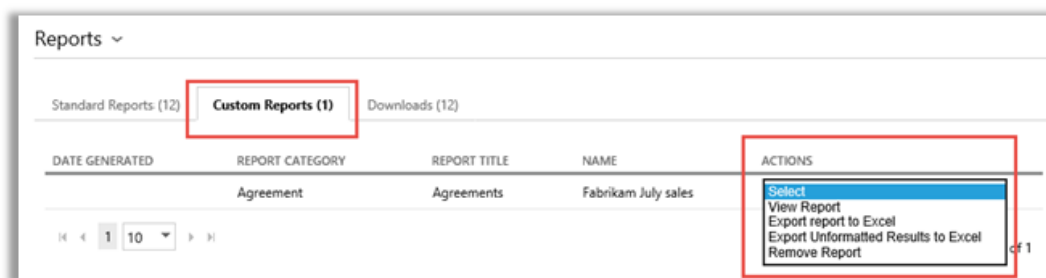 Reports
Standard Reports (12) Custom Reports (1) Downloads (12)
DATE GENERATED REPORT CATEGORY REPORT TITLE NAME ACTIONS
Agreement Agreements Fabrikam July sales Select
View Report
Export report to Excel
Export Unformatted Results to Excel
Remove Report
1 10 of 1